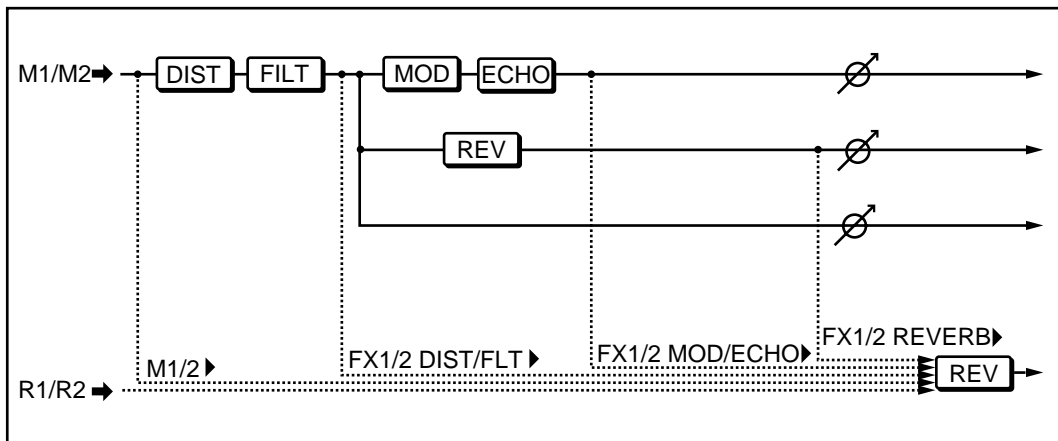 M1/M2 DIST FILT MOD ECHO
REV
FX1/2 REVERB
M1/2 FX1/2 DIST/FLT FX1/2 MOD/ECHO
R1/R2 REV